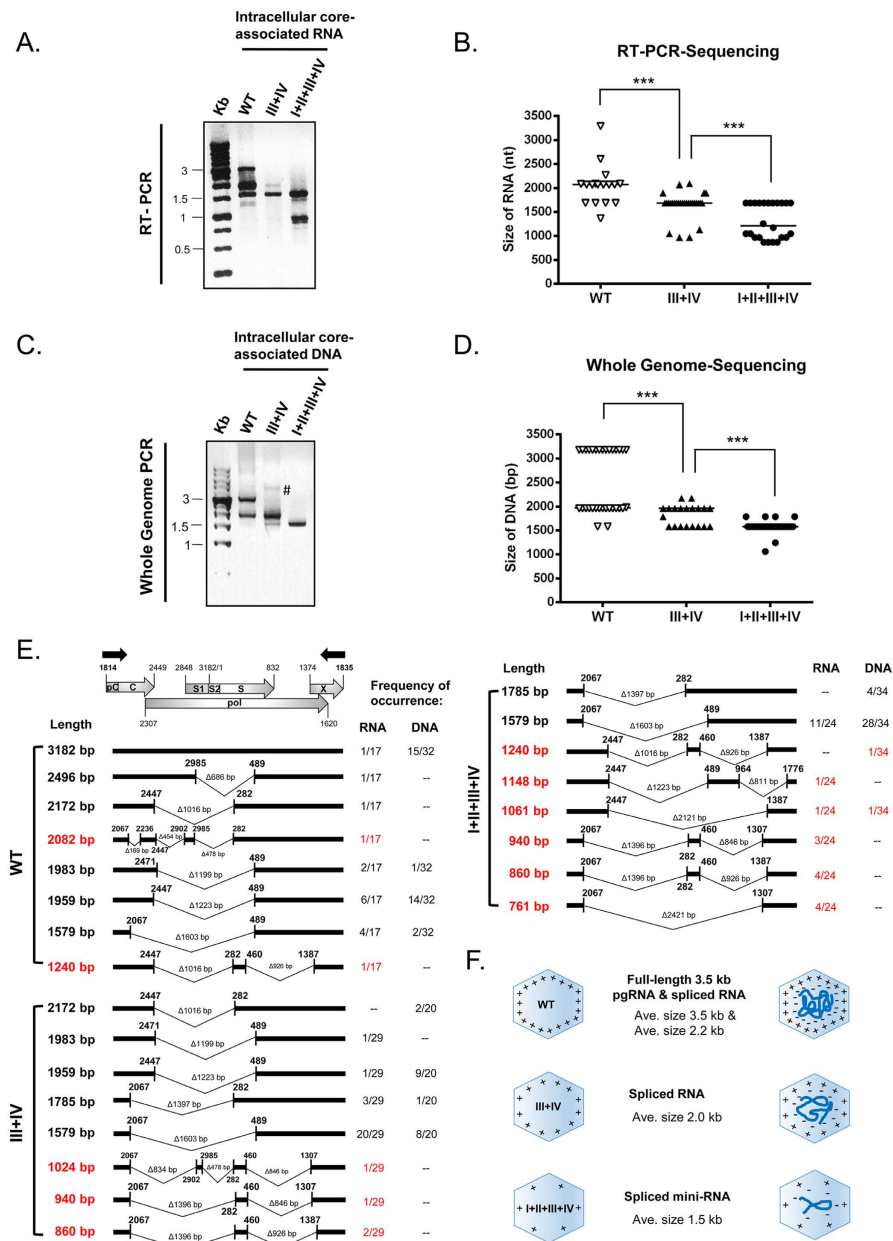 A.
Intracellular core-
associated RNA
Kb
WT
III+IV
I+II+III+IV
RT- PCR
3
1.5
1
0.5
B.
RT-PCR-Sequencing
***
***
Size of RNA (nt)
3500
3000
2500
2000
1500
1000
500
0
WT
III+IV
I+II+III+IV
C.
Intracellular core-
associated DNA
Kb
WT
III+IV
I+II+III+IV
Whole Genome PCR
3
1.5
1
#
D.
Whole Genome-Sequencing
***
***
Size of DNA (bp)
3500
3000
2500
2000
1500
1000
500
0
WT
III+IV
I+II+III+IV
E.
1814 2449 2848 3182/1 832 1374 1835
pC C S1 S2 S X
pol
2307 1620
Frequency of
occurrence:
Length RNA DNA
WT
3182 bp 1/17 15/32
2985 489
2496 bp Δ686 bp 1/17 --
2447 282
2172 bp Δ1016 bp 1/17 --
2067 2236 2902 2985 282
2082 bp Δ169 bp 2447 Δ454 bp Δ478 bp 1/17 --
2471 489
1983 bp Δ1199 bp 2/17 1/32
2447 489
1959 bp Δ1223 bp 6/17 14/32
2067 489
1579 bp Δ1603 bp 4/17 2/32
2447 282 460 1387
1240 bp Δ1016 bp Δ926 bp 1/17 --
III+IV
2447 282
2172 bp Δ1016 bp -- 2/20
2471 489
1983 bp Δ1199 bp 1/29 --
2447 489
1959 bp Δ1223 bp 1/29 9/20
2067 282
1785 bp Δ1397 bp 3/29 1/20
2067 489
1579 bp Δ1603 bp 20/29 8/20
2067 2985 460 1307
1024 bp Δ834 bp 2902 Δ478 bp 282 Δ846 bp 1/29 --
2067 460 1307
940 bp Δ1396 bp 282 Δ846 bp 1/29 --
2067 460 1387
860 bp Δ1396 bp 282 Δ926 bp 2/29 --
Length RNA DNA
I+II+III+IV
2067 282
1785 bp Δ1397 bp -- 4/34
2067 489
1579 bp Δ1603 bp 11/24 28/34
2447 282 460 1387
1240 bp Δ1016 bp Δ926 bp -- 1/34
2447 489 964 1776
1148 bp Δ1223 bp Δ811 bp 1/24 --
2447 1387
1061 bp Δ2121 bp 1/24 1/34
2067 460 1307
940 bp Δ1396 bp 282 Δ846 bp 3/24 --
2067 460 1387
860 bp Δ1396 bp 282 Δ926 bp 4/24 --
2067 1307
761 bp Δ2421 bp 4/24 --
F.
WT
Full-length 3.5 kb
pgRNA & spliced RNA
Ave. size 3.5 kb &
Ave. size 2.2 kb
III+IV
Spliced RNA
Ave. size 2.0 kb
I+II+III+IV
Spliced mini-RNA
Ave. size 1.5 kb